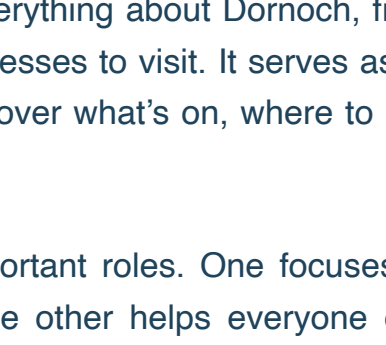 erything about Dornoch, fr
esses to visit. It serves as
over what's on, where to
ortant roles. One focuses
e other helps everyone